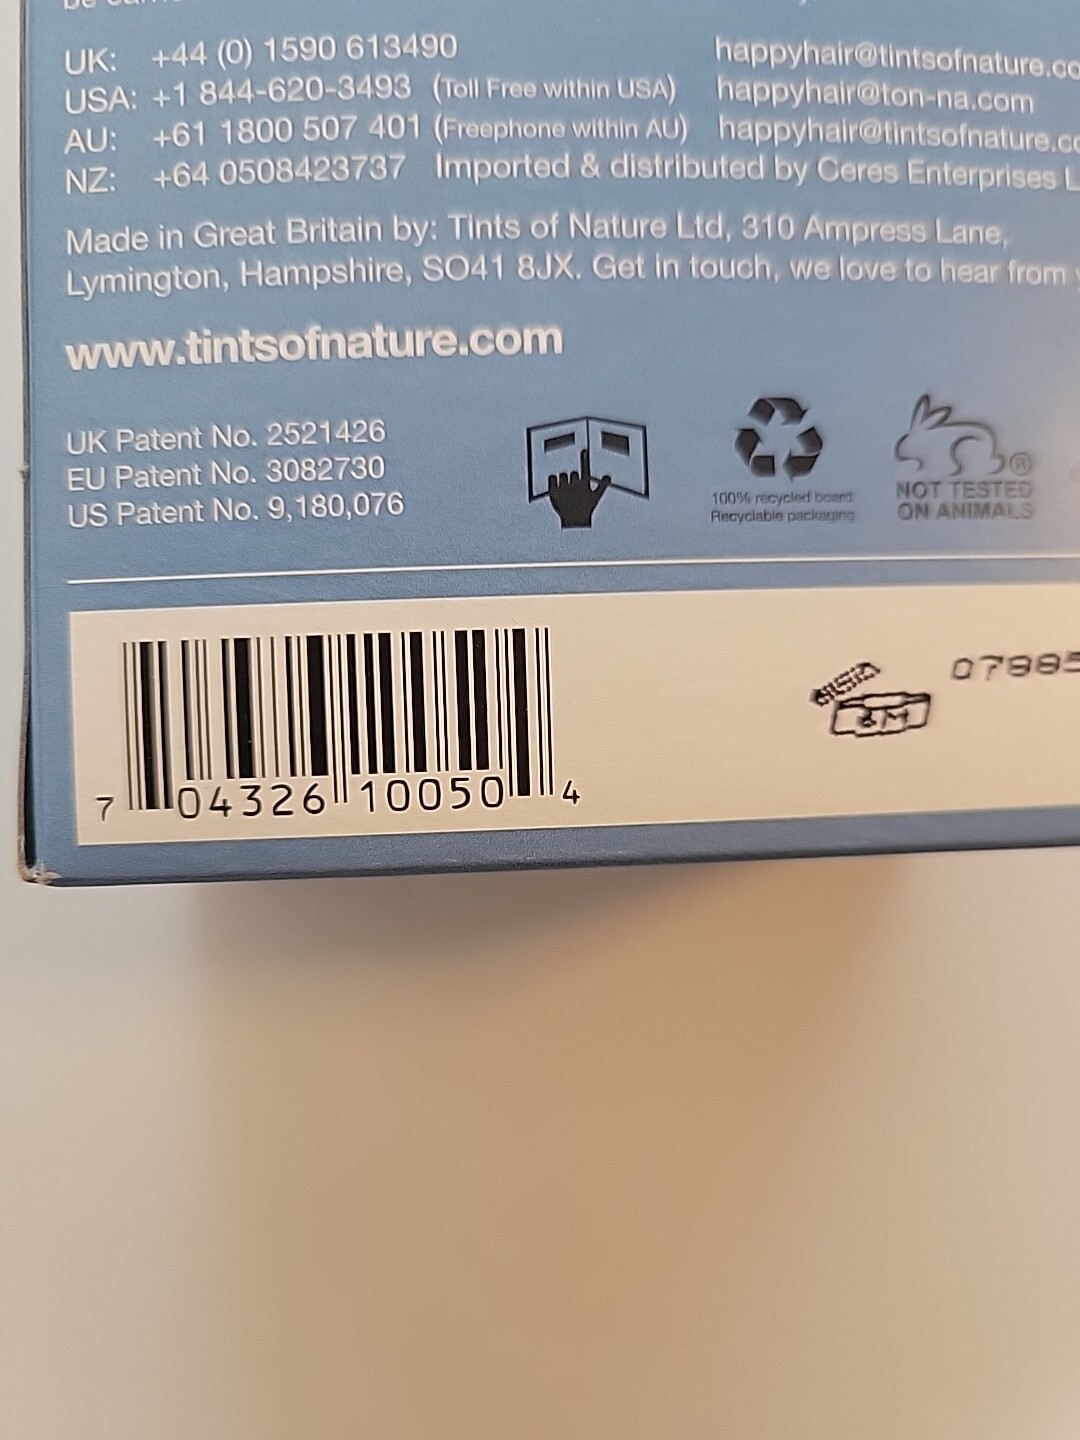 UK: +44 (0) 1590 613490 happyhair@tintsofnature.co
USA: +1 844-620-3493 (Toll Free within USA) happyhair@ton-na.com
AU: +61 1800 507 401 (Freephone within AU) happyhair@tintsofnature.co
NZ: +64 0508423737 Imported & distributed by Ceres Enterprises L
Made in Great Britain by: Tints of Nature Ltd, 310 Ampress Lane,
Lymington, Hampshire, SO41 8JX. Get in touch, we love to hear from
www.tintsofnature.com
UK Patent No. 2521426
EU Patent No. 3082730
US Patent No. 9,180,076
100% recycled board
Recyclable packaging
®
NOT TESTED
ON ANIMALS
07885
6M
7 04326 10050 4